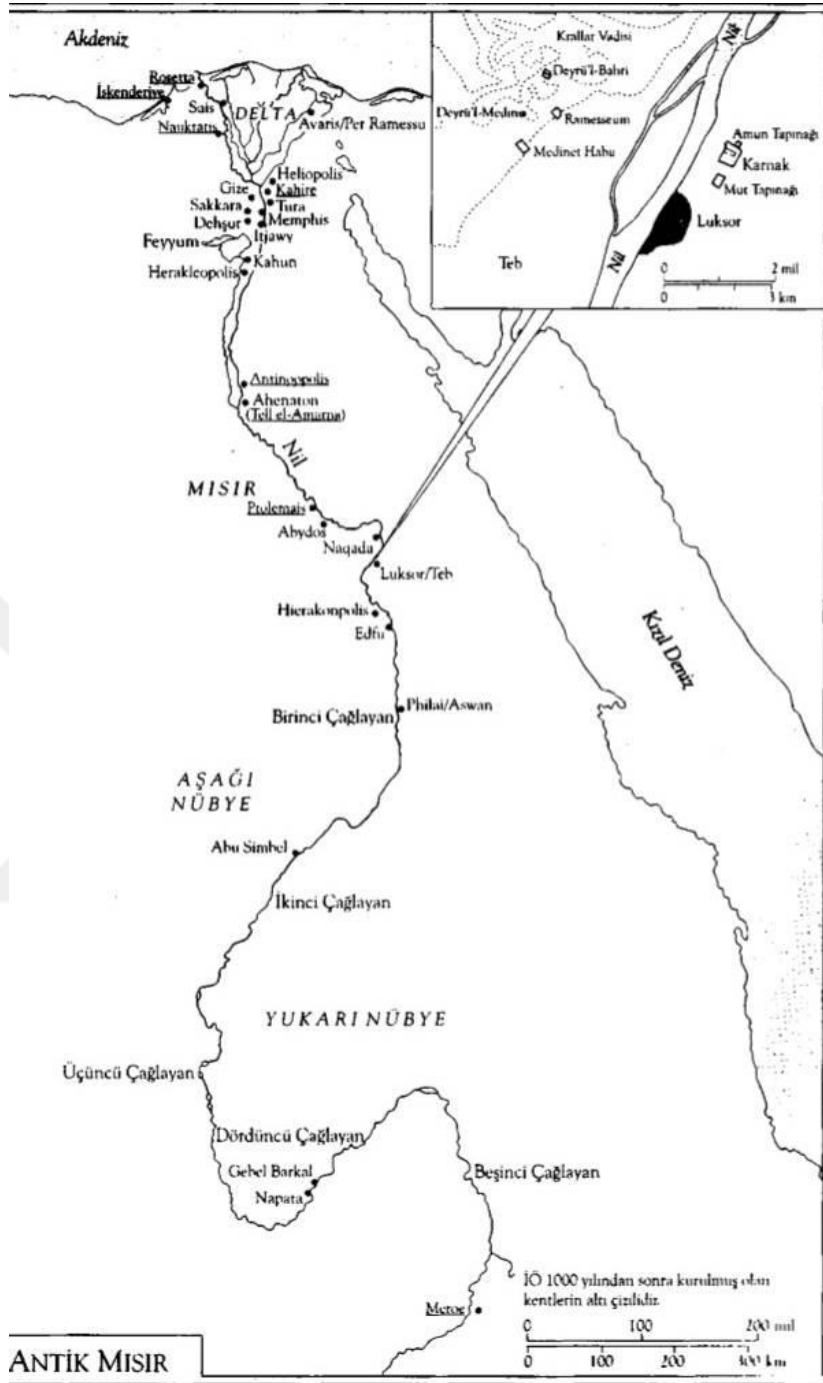 Akdeniz
Rosetta
İskenderiye
Sais
DELTA
Nauktatis
Avaris/Per Ramessu
Heliopolis
Gize
Kahire
Sakkara
Tura
Dehşur
Memphis
Itjawy
Feyyum
Kahun
Herakleopolis
Antinoopolis
Ahenaton
(Tell el-Amarna)
Nil
MISIR
Ptolemais
Abydos
Naqada
Luksor/Teb
Hierakonpolis
Edfu
Kızıl Deniz
Birinci Çağlayan
Philai/Aswan
AŞAĞI
NÜBYE
Abu Simbel
İkinci Çağlayan
YUKARI NÜBYE
Üçüncü Çağlayan
Dördüncü Çağlayan
Gebel Barkal
Napata
Beşinci Çağlayan
Meroe
Krallar Vadisi
Nil
Deyrü'l-Bahri
Deyrü'l-Medine
Ramesseum
Medinet Habu
Amun Tapınağı
Karnak
Mut Tapınağı
Luksor
Teb
Nil
0 2 mil
0 3 km
İÖ 1000 yılından sonra kurulmuş olan
kentlerin altı çizilidir.
0 100 200 mil
0 100 200 300 km
ANTİK MISIR